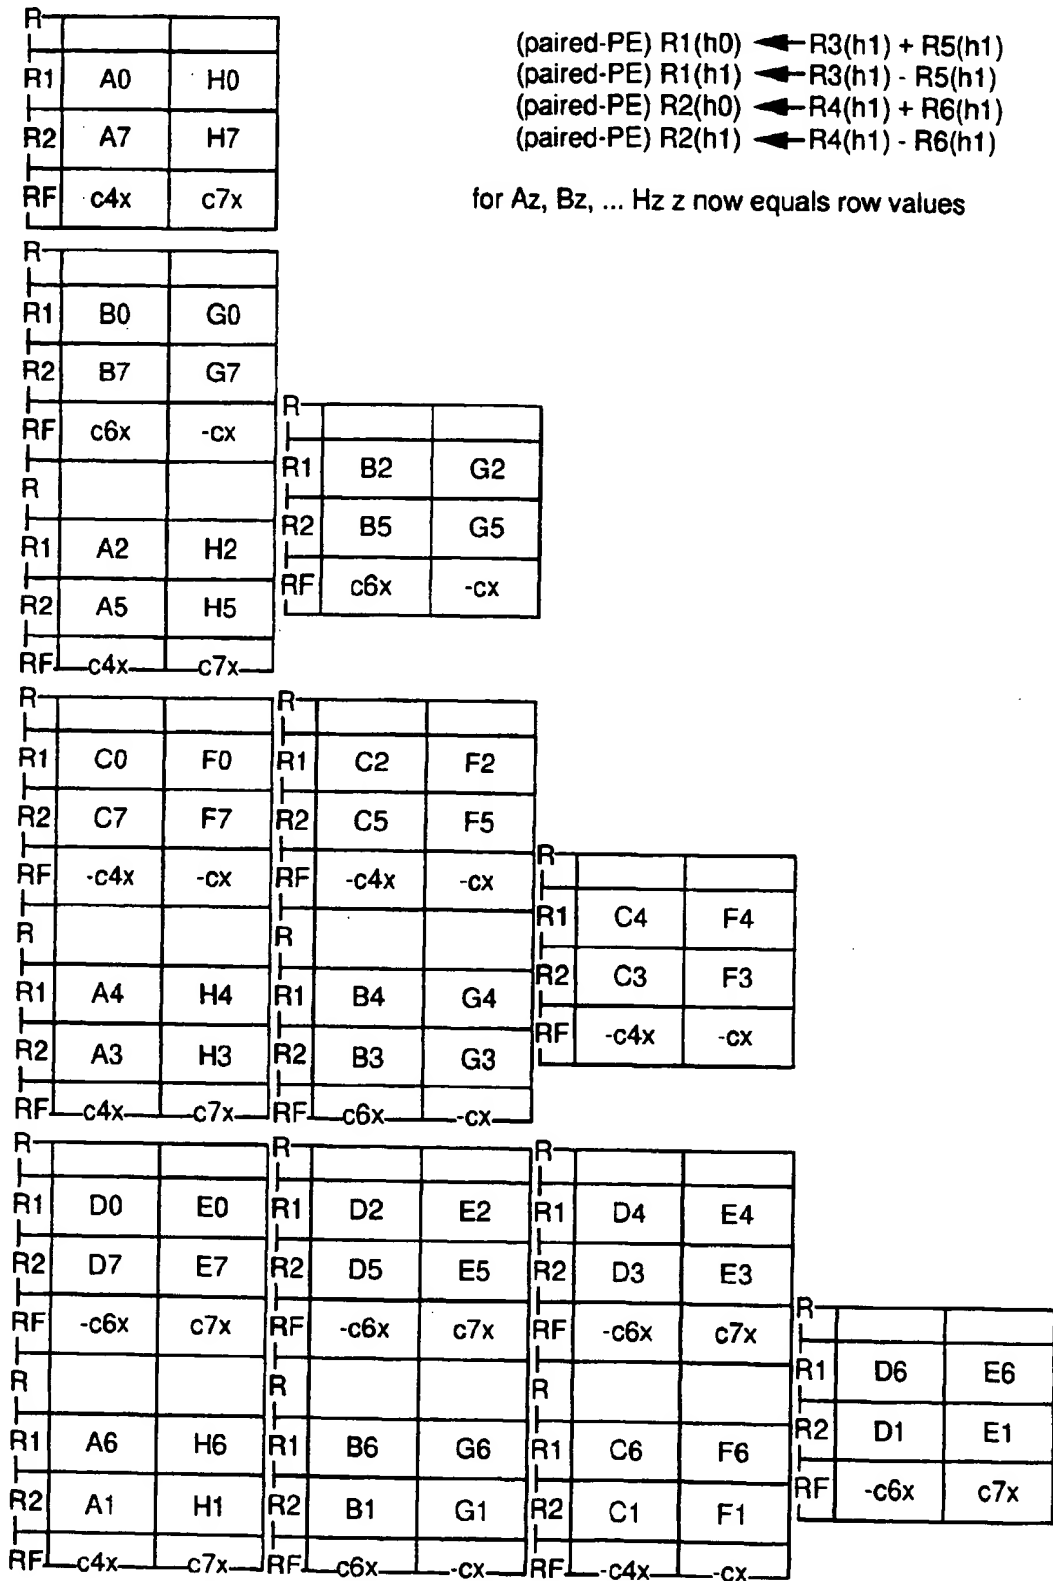 (paired-PE) R1(h0) ◄ R3(h1) + R5(h1)
(paired-PE) R1(h1) ◄ R3(h1) - R5(h1)
(paired-PE) R2(h0) ◄ R4(h1) + R6(h1)
(paired-PE) R2(h1) ◄ R4(h1) - R6(h1)
for Az, Bz, ... Hz z now equals row values
R
R1 A0 H0
R2 A7 H7
RF c4x c7x
R
R1 B0 G0
R2 B7 G7
RF c6x -cx
R
R1 A2 H2
R2 A5 H5
RF c4x c7x
R
R1 B2 G2
R2 B5 G5
RF c6x -cx
R
R1 C0 F0
R2 C7 F7
RF -c4x -cx
R
R1 A4 H4
R2 A3 H3
RF c4x c7x
R
R1 C2 F2
R2 C5 F5
RF -c4x -cx
R
R1 B4 G4
R2 B3 G3
RF c6x -cx
R
R1 C4 F4
R2 C3 F3
RF -c4x -cx
R
R1 D0 E0
R2 D7 E7
RF -c6x c7x
R
R1 A6 H6
R2 A1 H1
RF c4x c7x
R
R1 D2 E2
R2 D5 E5
RF -c6x c7x
R
R1 B6 G6
R2 B1 G1
RF c6x -cx
R
R1 D4 E4
R2 D3 E3
RF -c6x c7x
R
R1 C6 F6
R2 C1 F1
RF -c4x -cx
R
R1 D6 E6
R2 D1 E1
RF -c6x c7x